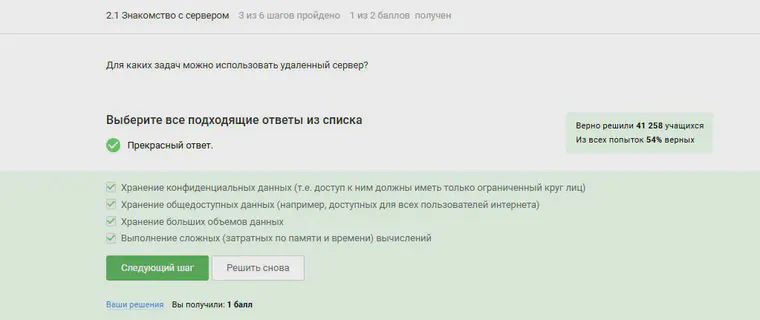 2.1 Знакомство с сервером 3 из 6 шагов пройдено 1 из 2 баллов получен
Для каких задач можно использовать удаленный сервер?
Выберите все подходящие ответы из списка
Прекрасный ответ.
Верно решили 41 258 учащихся
Из всех попыток 54% верных
Хранение конфиденциальных данных (т.е. доступ к ним должны иметь только ограниченный круг лиц)
Хранение общедоступных данных (например, доступных для всех пользователей интернета)
Хранение больших объемов данных
Выполнение сложных (затратных по памяти и времени) вычислений
Следующий шаг Решить снова
Ваши решения Вы получили: 1 балл